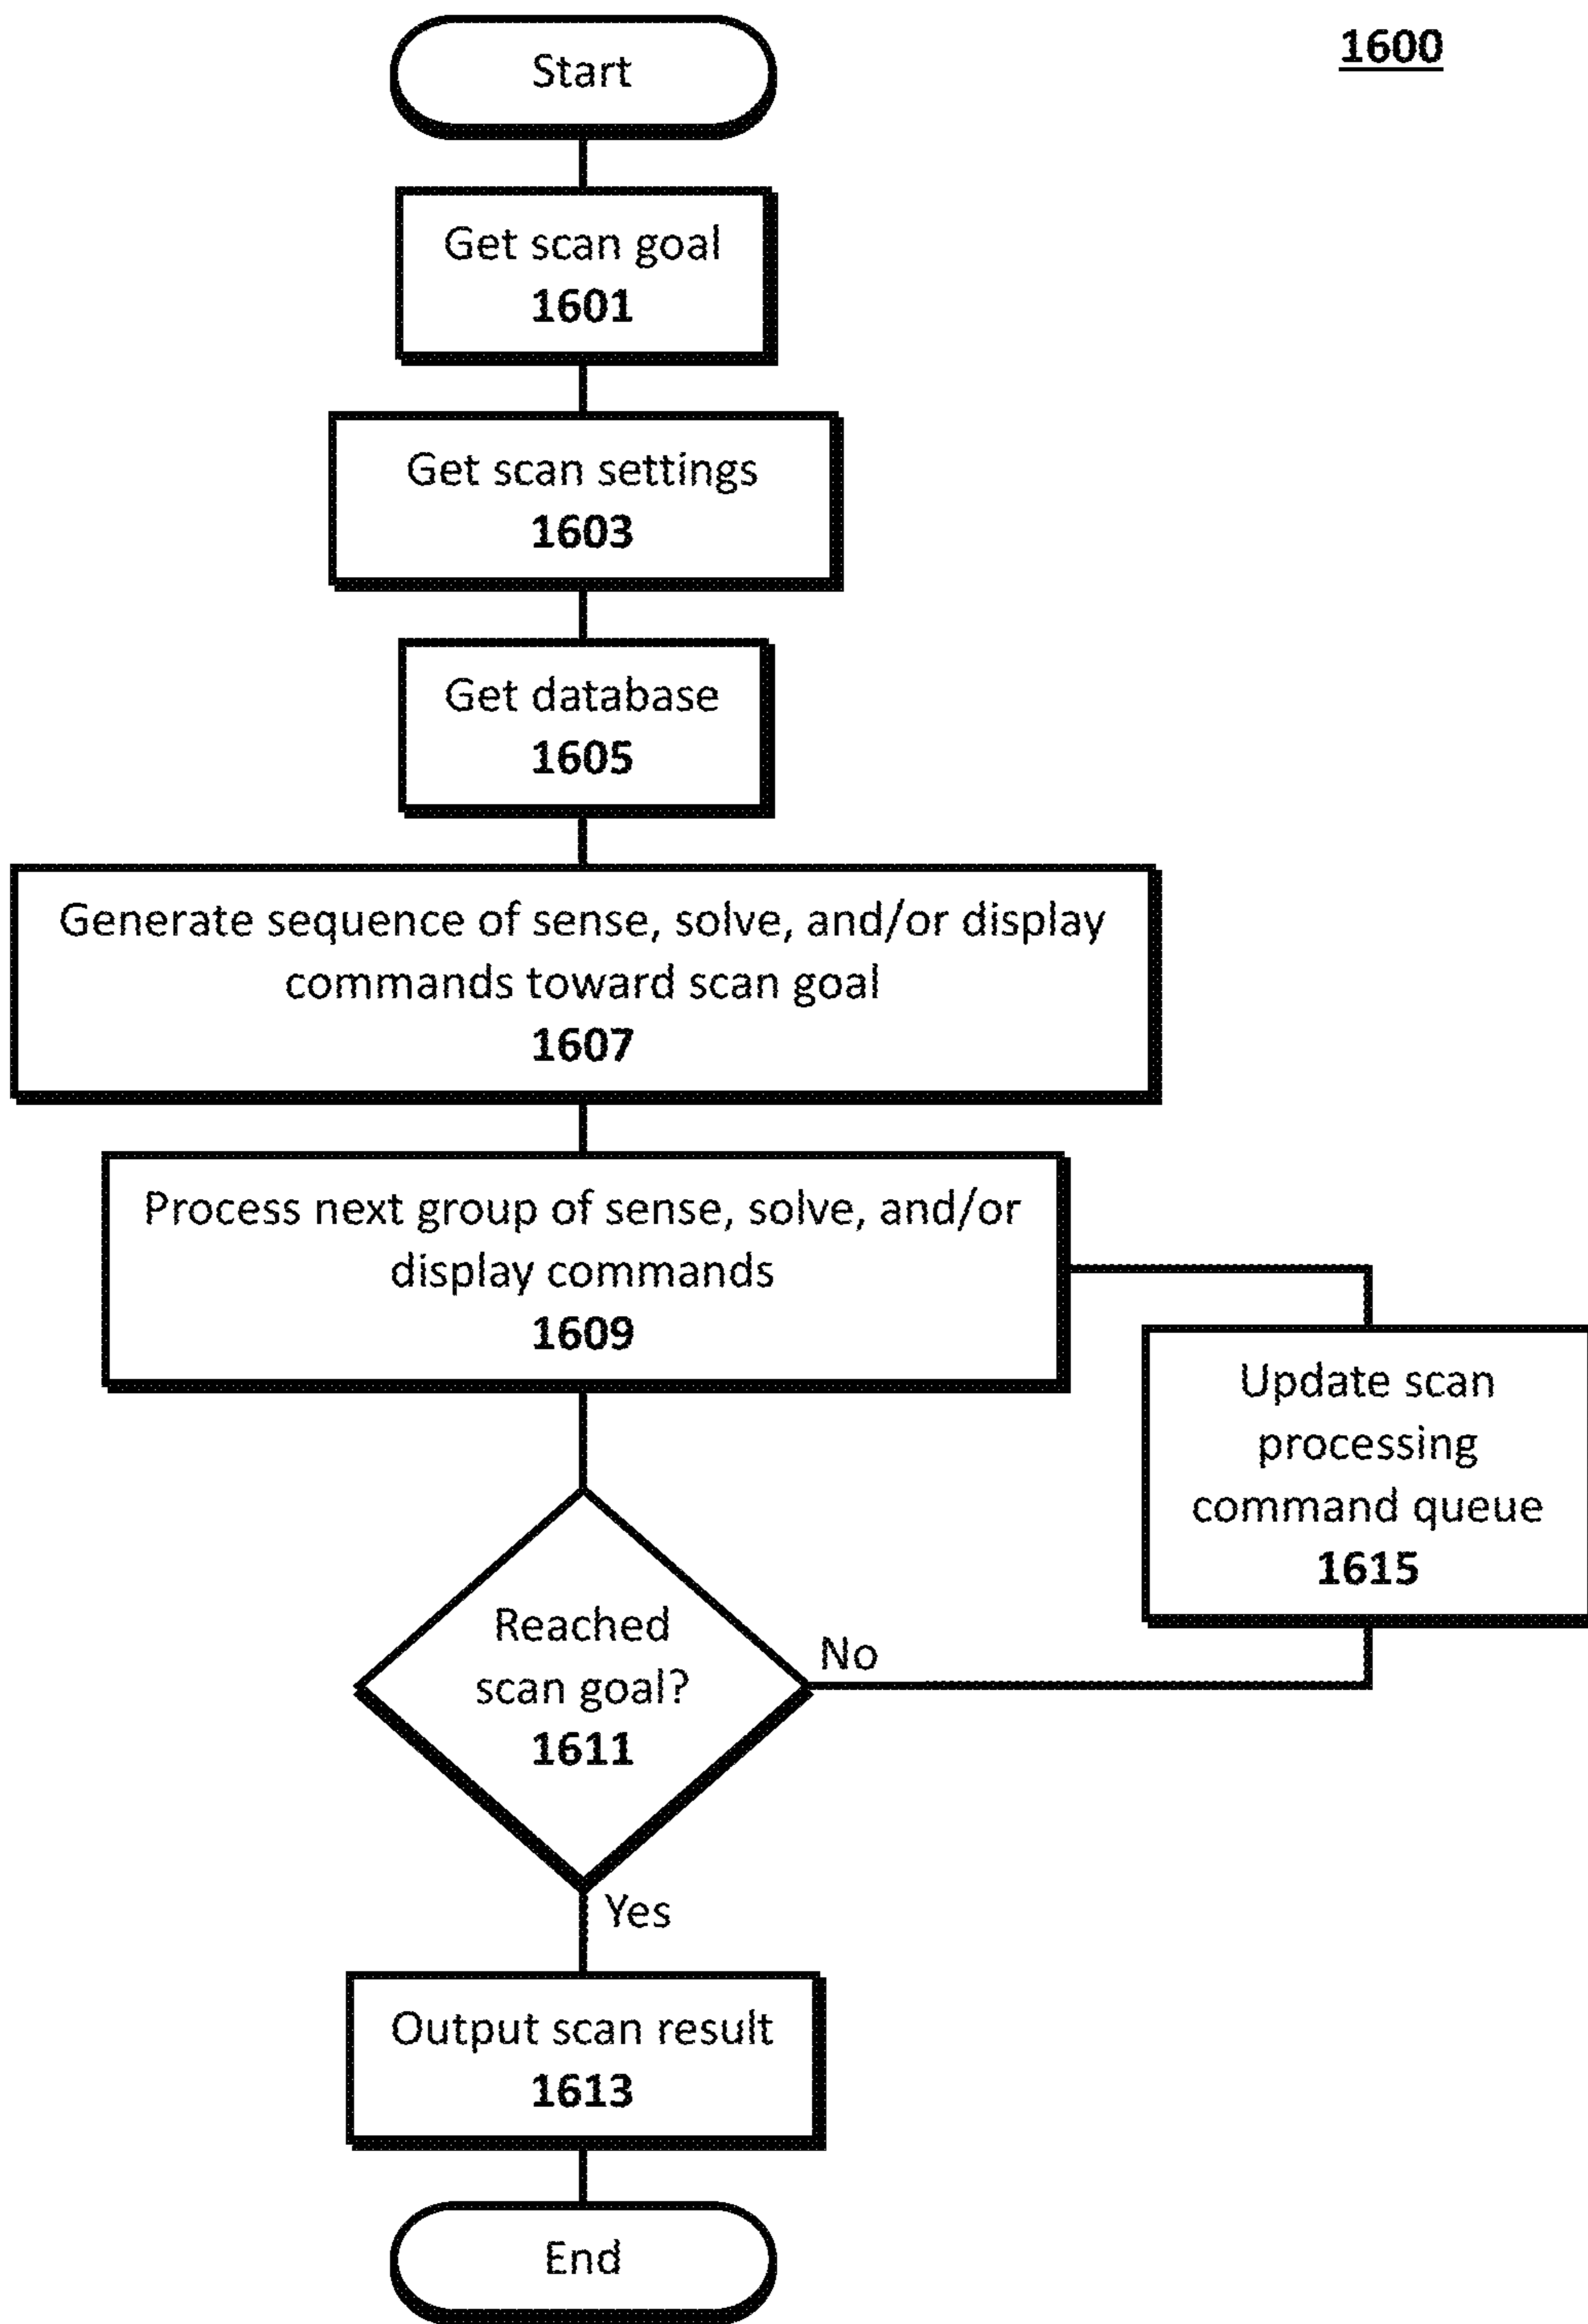 1600
Start
Get scan goal
1601
Get scan settings
1603
Get database
1605
Generate sequence of sense, solve, and/or display
commands toward scan goal
1607
Process next group of sense, solve, and/or
display commands
1609
Update scan
processing
command queue
1615
Reached
scan goal?
1611
No
Yes
Output scan result
1613
End